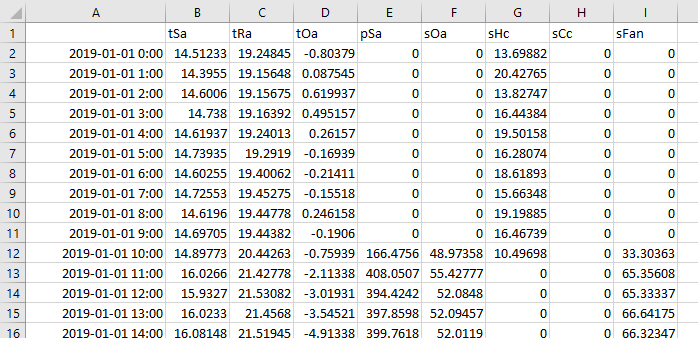 A B C D E F G H I
1 tSa tRa tOa pSa sOa sHc sCc sFan
2 2019-01-01 0:00 14.51233 19.24845 -0.80379 0 0 13.69882 0 0
3 2019-01-01 1:00 14.3955 19.15648 0.087545 0 0 20.42765 0 0
4 2019-01-01 2:00 14.6006 19.15675 0.619937 0 0 13.82747 0 0
5 2019-01-01 3:00 14.738 19.16392 0.495157 0 0 16.44384 0 0
6 2019-01-01 4:00 14.61937 19.24013 0.26157 0 0 19.50158 0 0
7 2019-01-01 5:00 14.73935 19.2919 -0.16939 0 0 16.28074 0 0
8 2019-01-01 6:00 14.60255 19.40062 -0.21411 0 0 18.61893 0 0
9 2019-01-01 7:00 14.72553 19.45275 -0.15518 0 0 15.66348 0 0
10 2019-01-01 8:00 14.6196 19.44778 0.246158 0 0 19.19885 0 0
11 2019-01-01 9:00 14.69705 19.44382 -0.1906 0 0 16.46739 0 0
12 2019-01-01 10:00 14.89773 20.44263 -0.75939 166.4756 48.97358 10.49698 0 33.30363
13 2019-01-01 11:00 16.0266 21.42778 -2.11338 408.0507 55.42777 0 0 65.35608
14 2019-01-01 12:00 15.9327 21.53082 -3.01931 394.4242 52.0848 0 0 65.33337
15 2019-01-01 13:00 16.0233 21.4568 -3.54521 397.8598 52.09457 0 0 66.64175
16 2019-01-01 14:00 16.08148 21.51945 -4.91338 399.7618 52.0119 0 0 66.32347